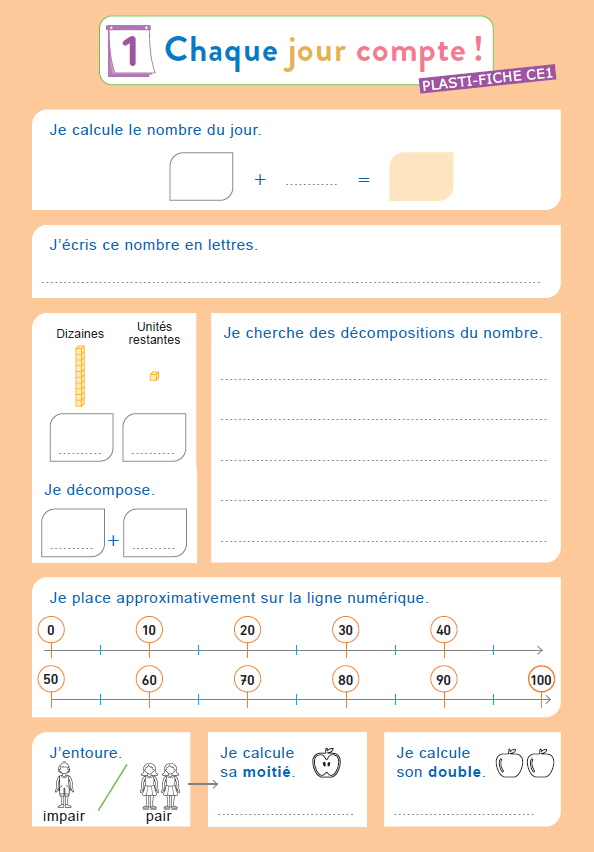 1 Chaque jour compte !
PLASTI-FICHE CE1
Je calcule le nombre du jour.
+ ............ =
J'écris ce nombre en lettres.
Dizaines
Unités
restantes
Je décompose.
+
Je cherche des décompositions du nombre.
Je place approximativement sur la ligne numérique.
0 10 20 30 40
50 60 70 80 90 100
J'entoure.
impair pair
Je calcule
sa moitié.
Je calcule
son double.